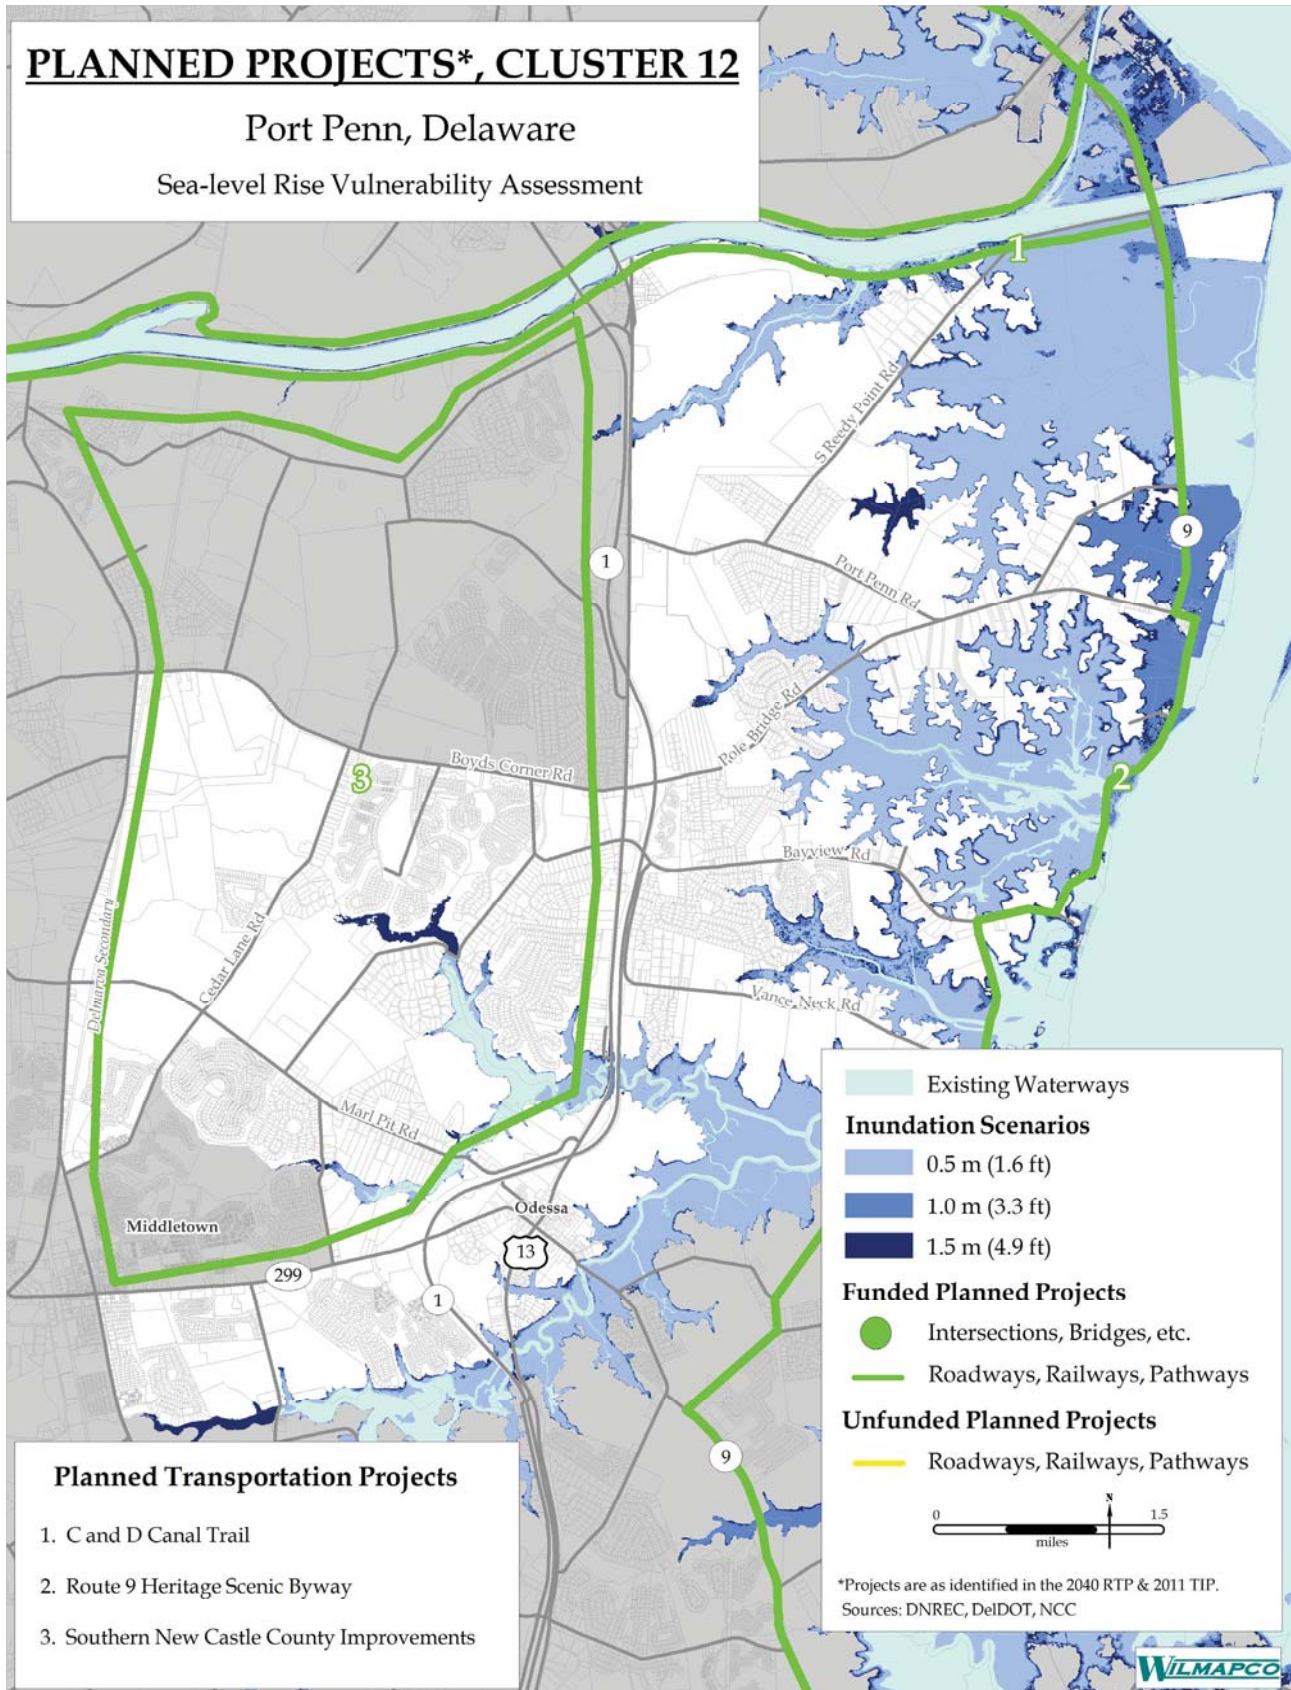 PLANNED PROJECTS*, CLUSTER 12
Port Penn, Delaware
Sea-level Rise Vulnerability Assessment
1
S Reedy Point Rd
9
1
Port Penn Rd
Pole Bridge Rd
Boyds Corner Rd
3
2
Bayview Rd
Delmarva Secondary
Cedar Lane Rd
Vance Neck Rd
Marl Pit Rd
Middletown
Odessa
13
299
1
9
Existing Waterways
Inundation Scenarios
0.5 m (1.6 ft)
1.0 m (3.3 ft)
1.5 m (4.9 ft)
Funded Planned Projects
Intersections, Bridges, etc.
Roadways, Railways, Pathways
Unfunded Planned Projects
Roadways, Railways, Pathways
N
0 1.5
miles
*Projects are as identified in the 2040 RTP & 2011 TIP.
Sources: DNREC, DelDOT, NCC
Planned Transportation Projects
1. C and D Canal Trail
2. Route 9 Heritage Scenic Byway
3. Southern New Castle County Improvements
WILMAPCO